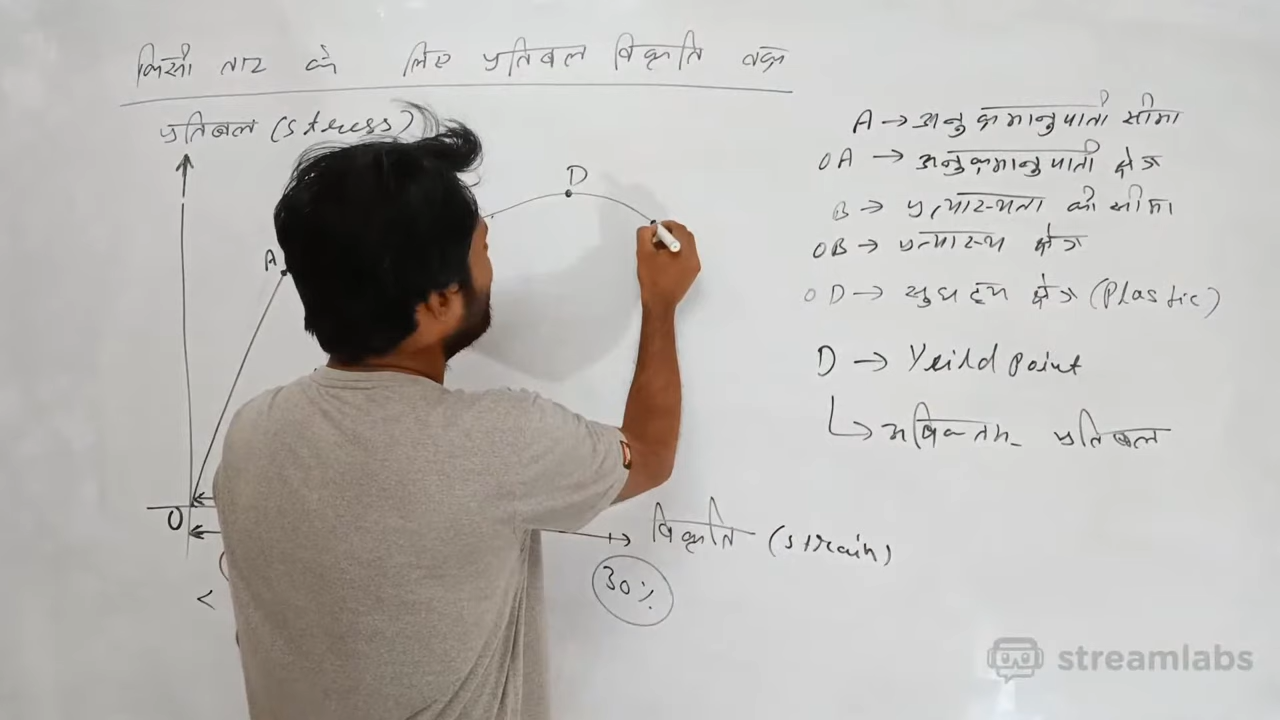 किसी तार के लिए प्रतिबल विकृति वक्र
प्रतिबल (stress)
A
D
O
<
विकृति (strain)
30%
A → अनुक्रमानुपाती सीमा
OA → अनुक्रमानुपाती क्षेत्र
B → प्रत्यास्थता की सीमा
OB → प्रत्यास्थ क्षेत्र
OD → सुघट्य क्षेत्र (Plastic)
D → Yeild point
↳ अधिकतम प्रतिबल
streamlabs